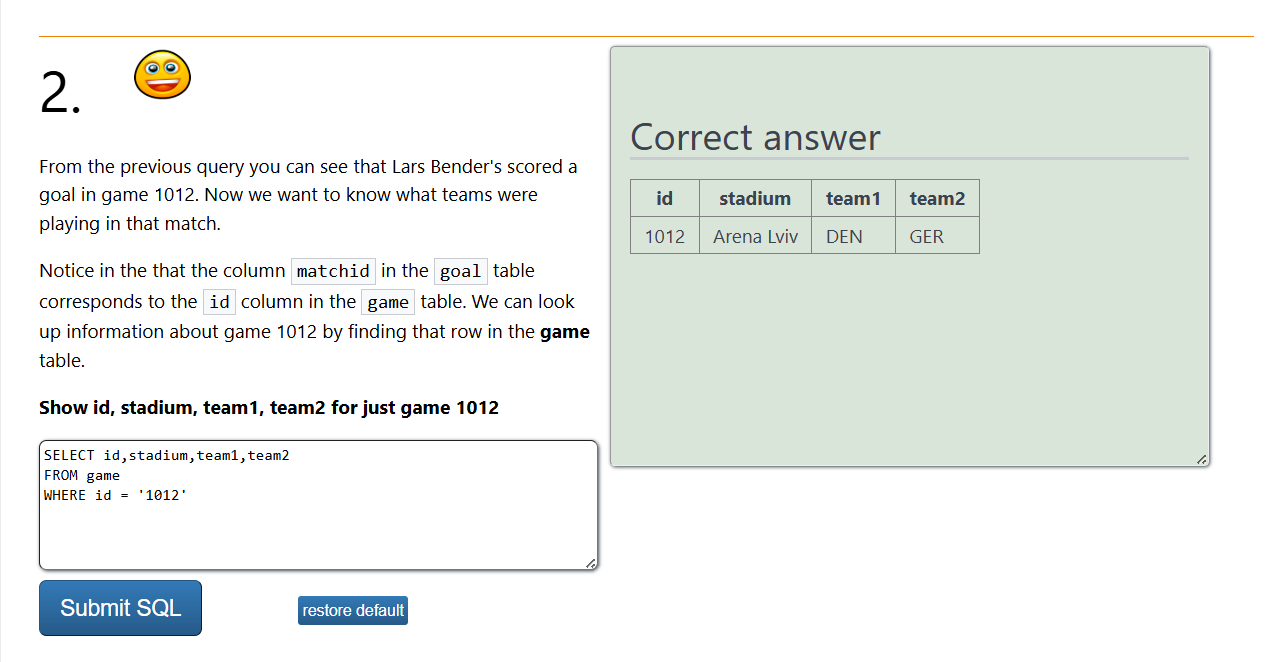 2.
From the previous query you can see that Lars Bender's scored a
goal in game 1012. Now we want to know what teams were
playing in that match.
Notice in the that the column matchid in the goal table
corresponds to the id column in the game table. We can look
up information about game 1012 by finding that row in the game
table.
Show id, stadium, team1, team2 for just game 1012
SELECT id,stadium,team1,team2
FROM game
WHERE id = '1012'
Submit SQL
restore default
Correct answer
id stadium team1 team2
1012 Arena Lviv DEN GER